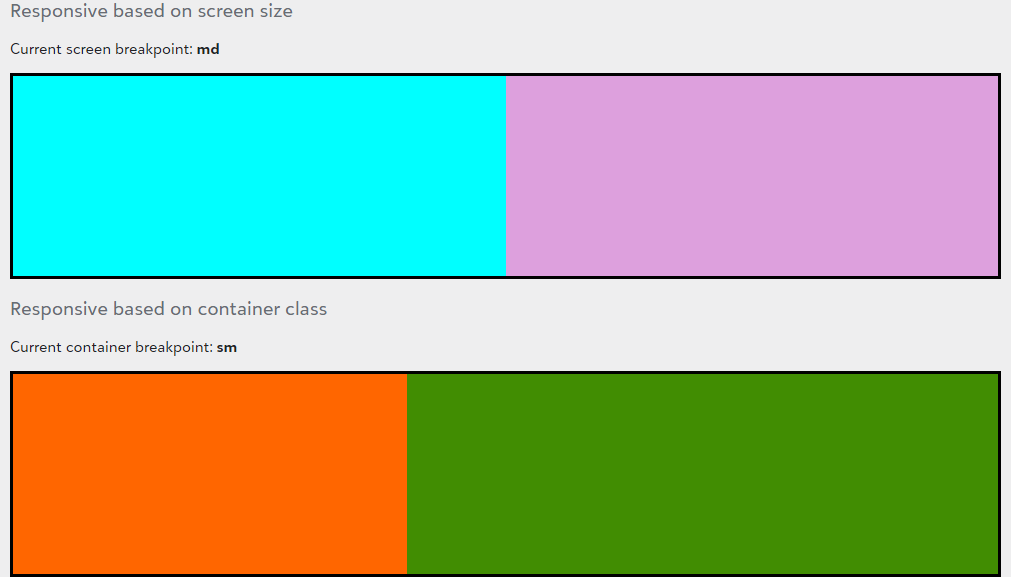 Responsive based on screen size
Current screen breakpoint: md
Responsive based on container class
Current container breakpoint: sm